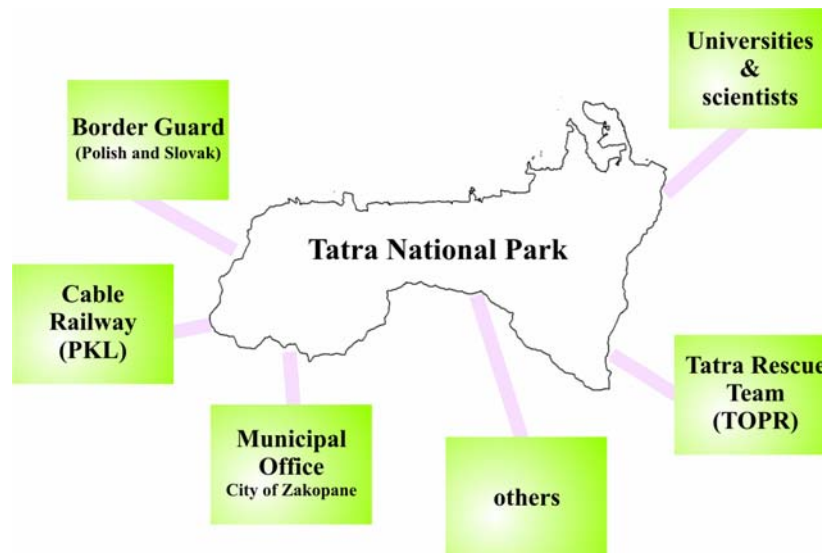 Universities
&
scientists
Border Guard
(Polish and Slovak)
Tatra National Park
Cable
Railway
(PKL)
Tatra Rescue
Team
(TOPR)
Municipal
Office
City of Zakopane
others